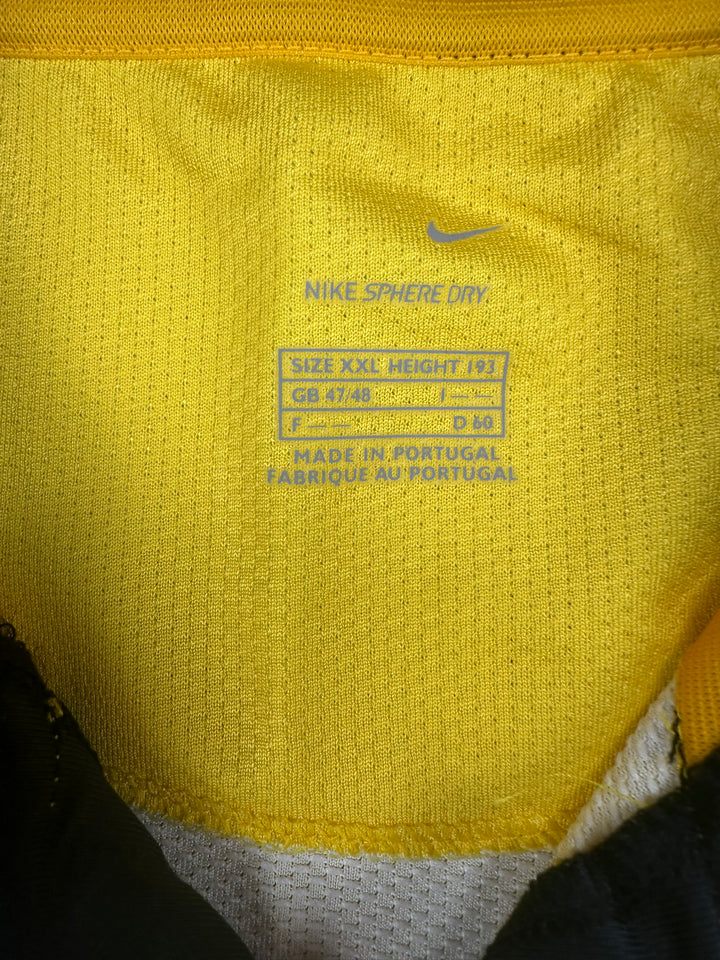 NIKE SPHERE DRY
SIZE XXL HEIGHT 193
GB 47/48 I — —
F — — D 60
MADE IN PORTUGAL
FABRIQUE AU PORTUGAL